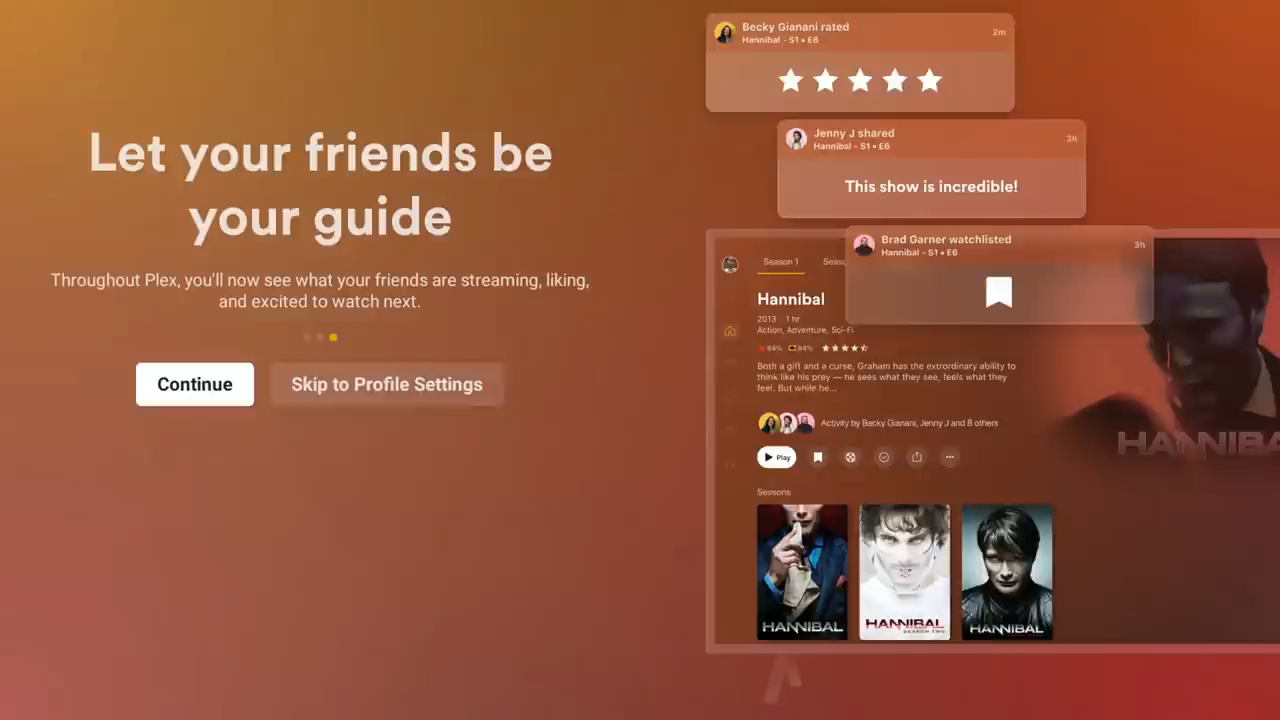 Let your friends be
your guide
Throughout Plex, you'll now see what your friends are streaming, liking,
and excited to watch next.
Continue
Skip to Profile Settings
Becky Gianani rated
Hannibal - S1 • E6
2m
Jenny J shared
Hannibal - S1 • E6
3h
This show is incredible!
Brad Garner watchlisted
Hannibal - S1 • E6
3h
Season 1
Hannibal
2013 1 hr
Action, Adventure, Sci-Fi
84%
Both a gift and a curse, Graham has the extrordinary ability to
think like his prey — he sees what they see, feels what they
feel. But while he...
Activity by Becky Gianani, Jenny J and 8 others
Play
Seasons
HANNIBAL
HANNIBAL
SEASON TWO
HANNIBAL